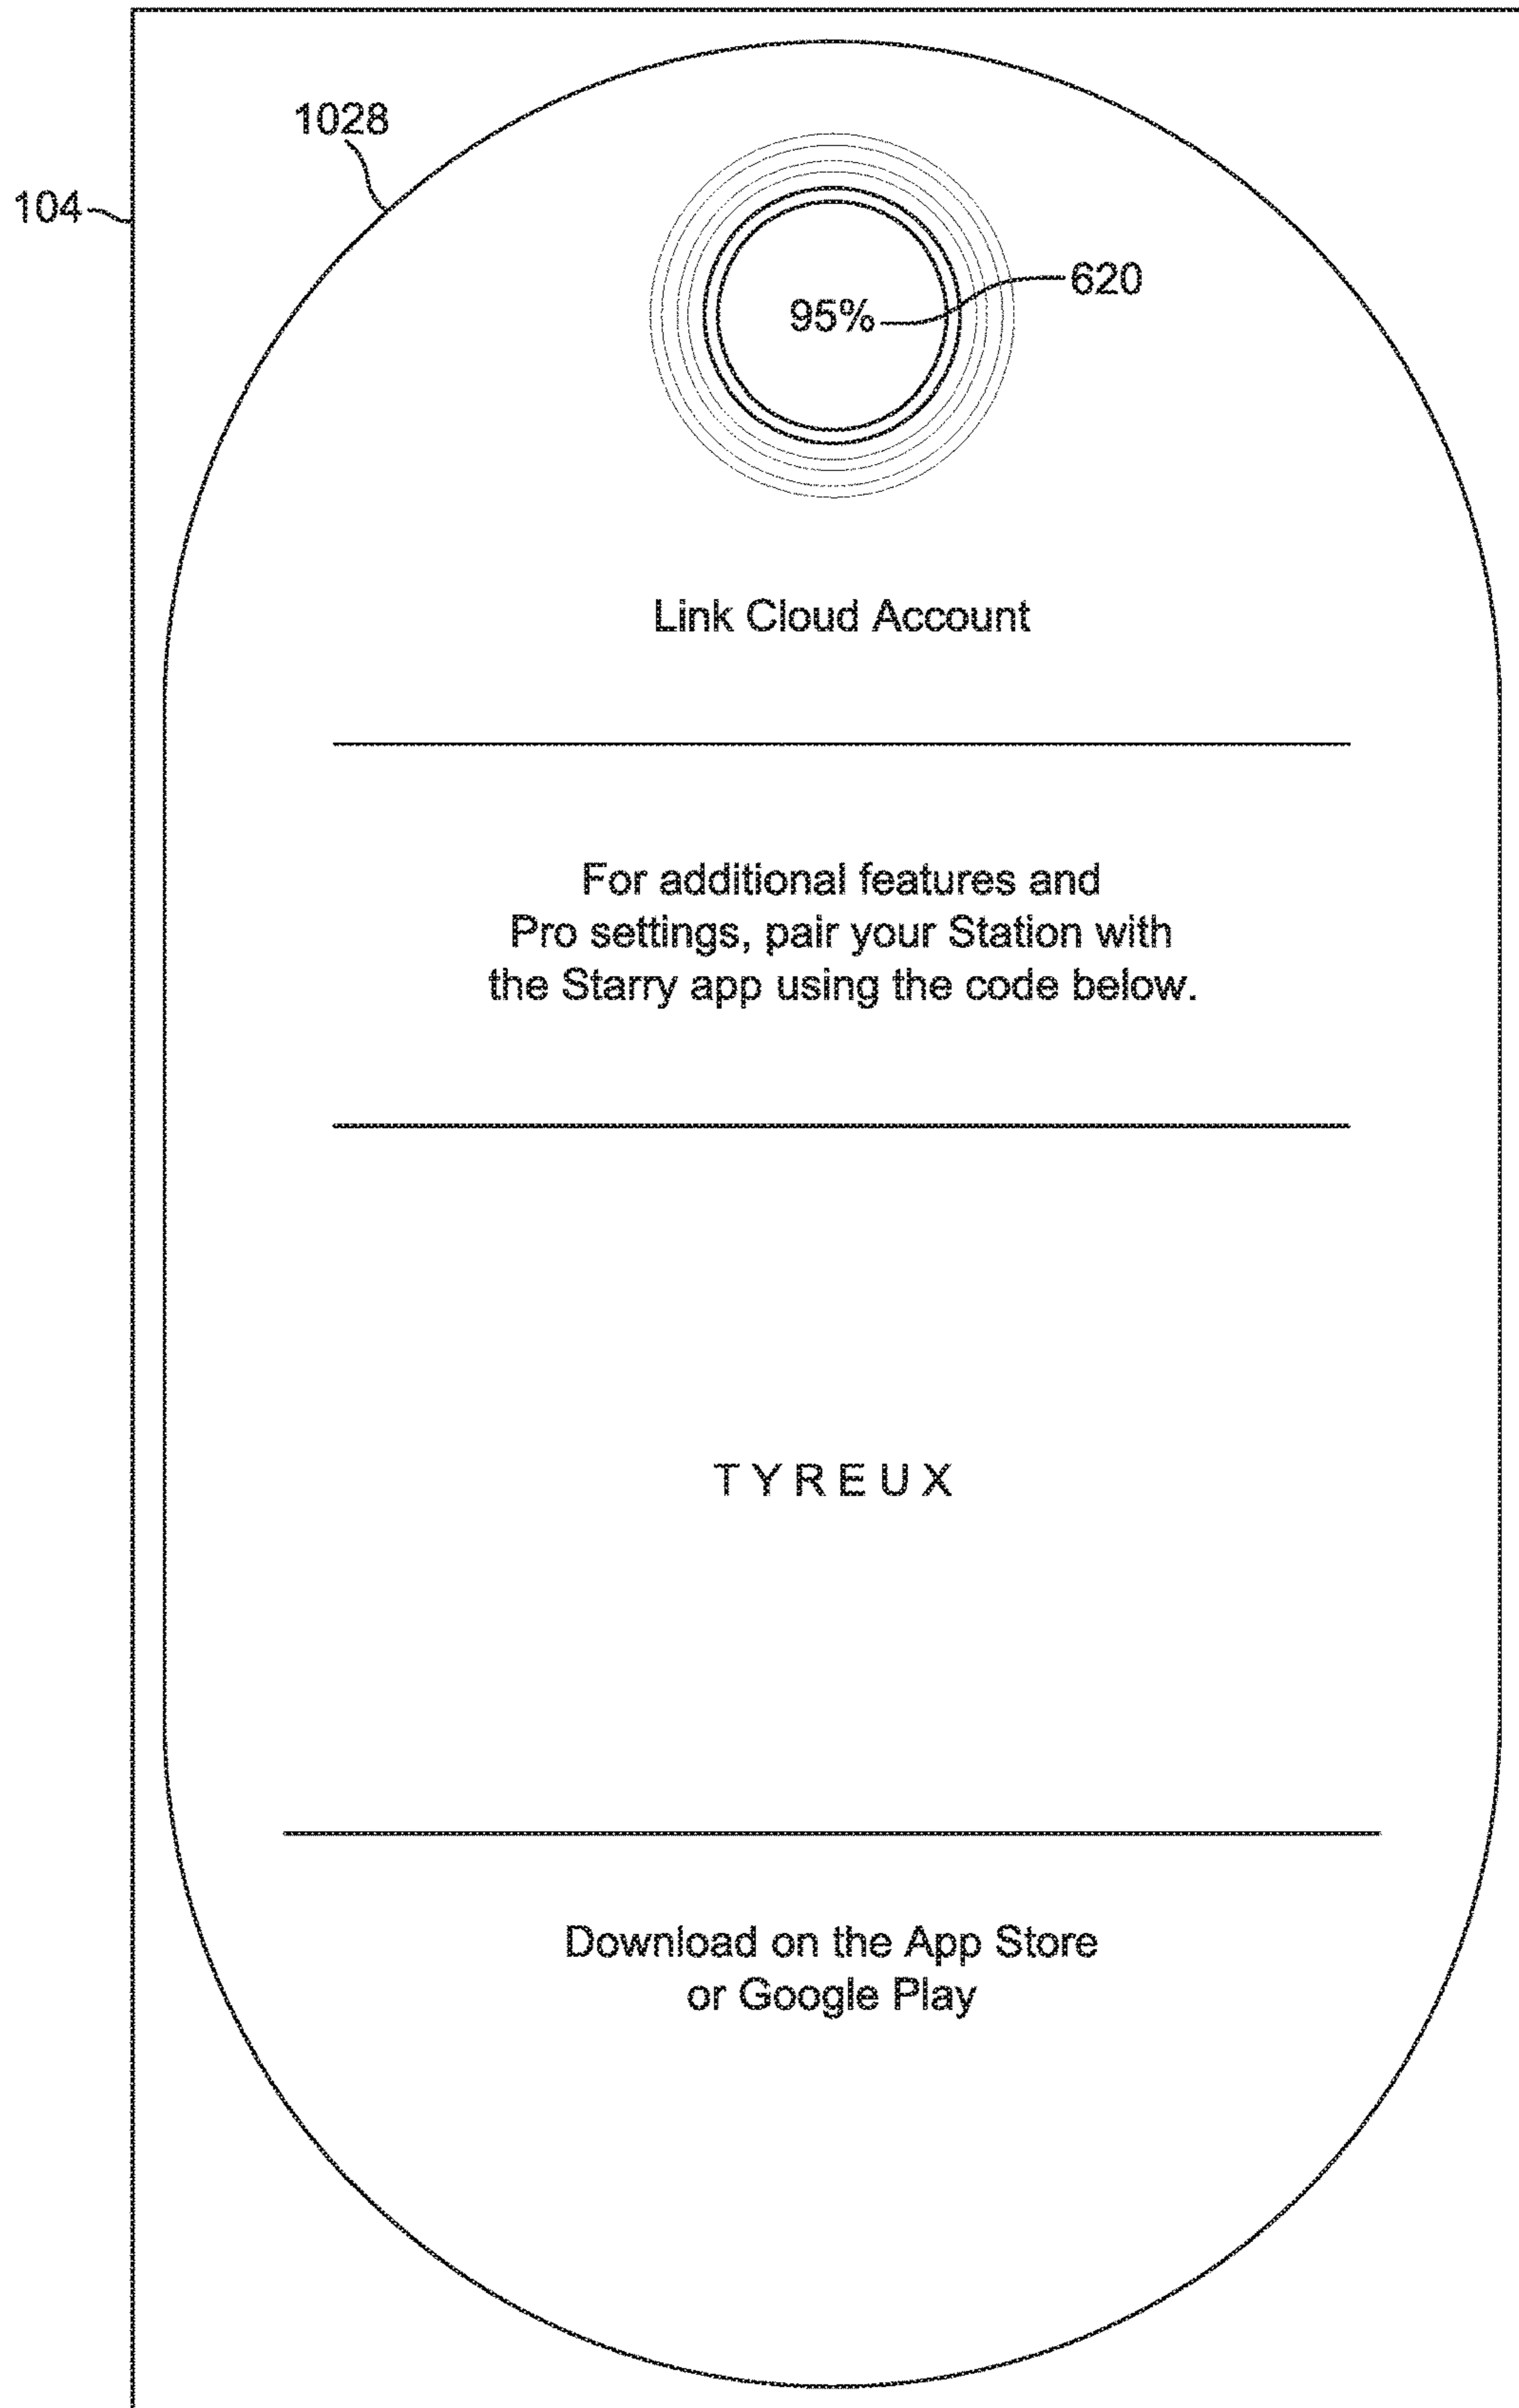 1028
104
620
95%
Link Cloud Account
For additional features and
Pro settings, pair your Station with
the Starry app using the code below.
TYREUX
Download on the App Store
or Google Play